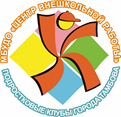 МБУДО «ЦЕНТР ВНЕШКОЛЬНОЙ РАБОТЫ»
ПОДРОСТКОВЫЕ КЛУБЫ ГОРОДА ТАМБОВА